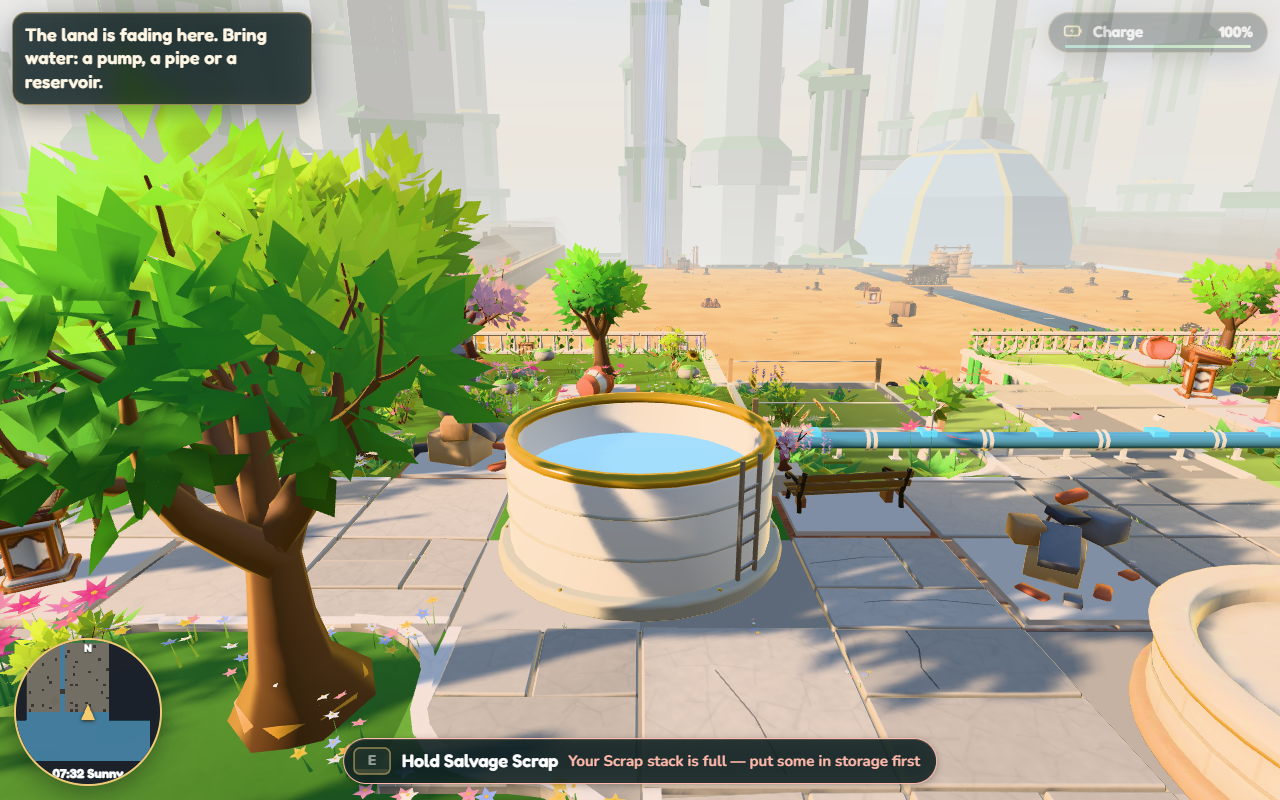 The land is fading here. Bring
water: a pump, a pipe or a
reservoir.
Charge 100%
N
07:32 Sunny
E Hold Salvage Scrap Your Scrap stack is full — put some in storage first